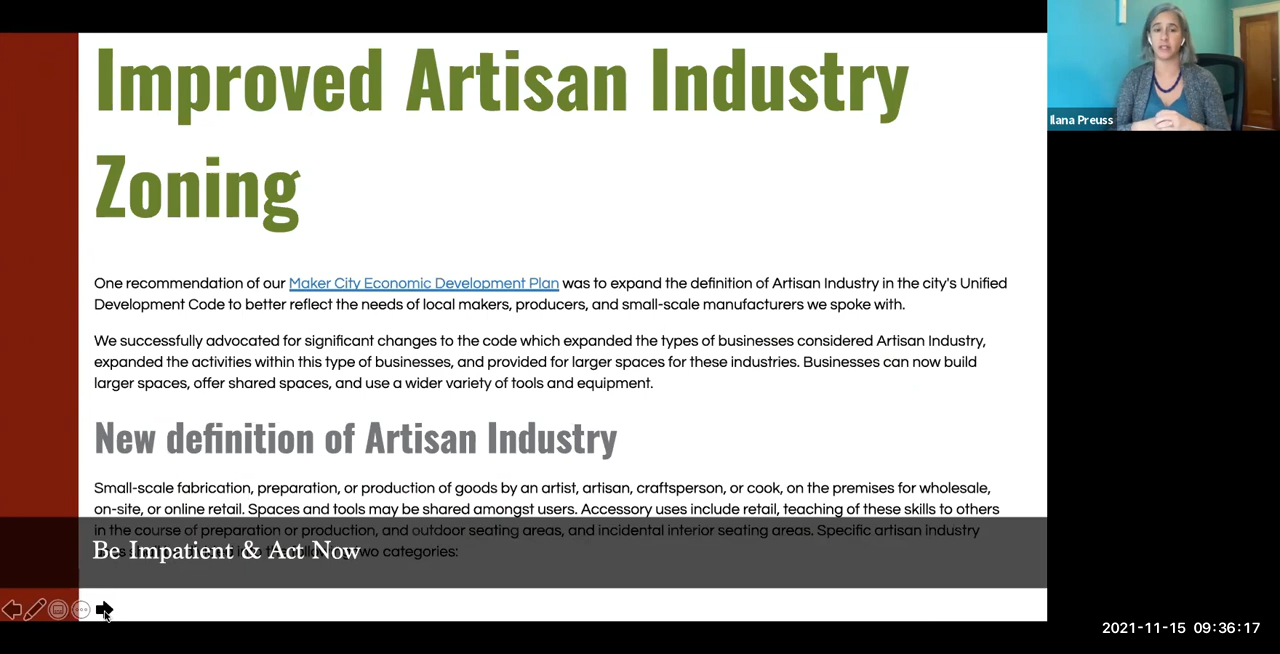 Improved Artisan Industry
Zoning
One recommendation of our Maker City Economic Development Plan was to expand the definition of Artisan Industry in the city's Unified
Development Code to better reflect the needs of local makers, producers, and small-scale manufacturers we spoke with.
We successfully advocated for significant changes to the code which expanded the types of businesses considered Artisan Industry,
expanded the activities within this type of businesses, and provided for larger spaces for these industries. Businesses can now build
larger spaces, offer shared spaces, and use a wider variety of tools and equipment.
New definition of Artisan Industry
Small-scale fabrication, preparation, or production of goods by an artist, artisan, craftsperson, or cook, on the premises for wholesale,
on-site, or online retail. Spaces and tools may be shared amongst users. Accessory uses include retail, teaching of these skills to others
in the course of preparation or production, and outdoor seating areas, and incidental interior seating areas. Specific artisan industry
two categories:
Be Impatient & Act Now
Ilana Preuss
2021-11-15 09:36:17